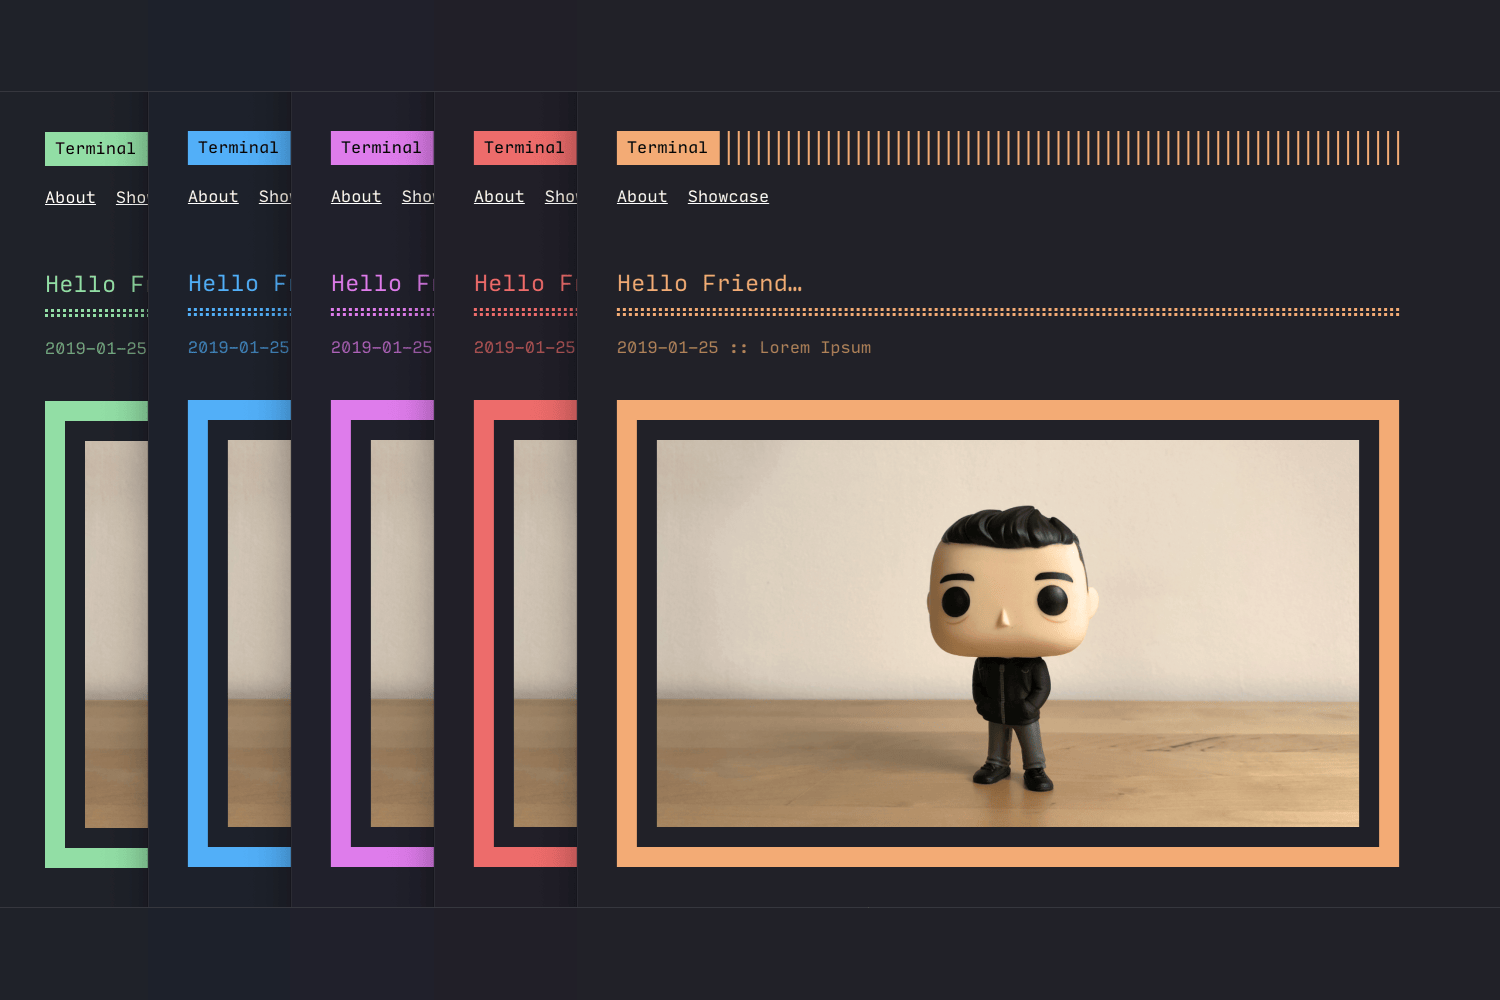 Terminal
About Sho
Hello F
2019-01-25
Terminal
About Sho
Hello F
2019-01-25
Terminal
About Sho
Hello F
2019-01-25
Terminal
About Sho
Hello F
2019-01-25
Terminal
About Showcase
Hello Friend…
2019-01-25 :: Lorem Ipsum